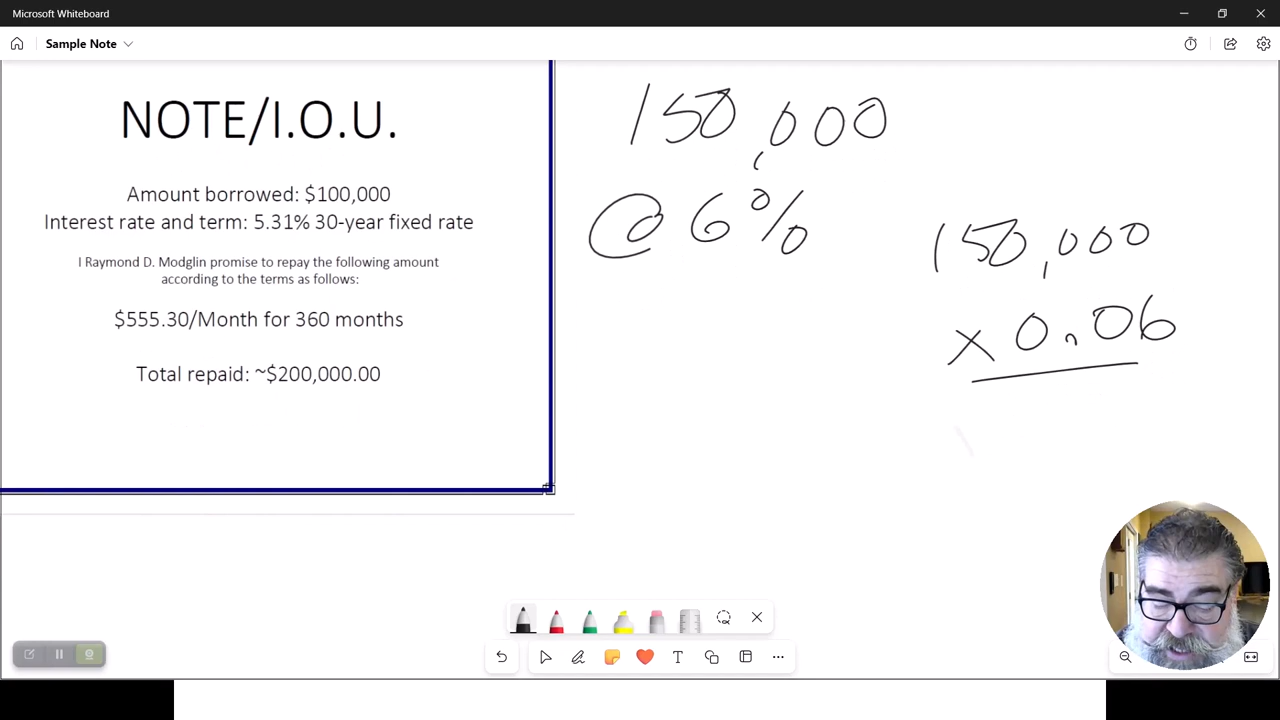 Microsoft Whiteboard
Sample Note
NOTE/I.O.U.
Amount borrowed: $100,000
Interest rate and term: 5.31% 30-year fixed rate
I Raymond D. Modglin promise to repay the following amount
according to the terms as follows:
$555.30/Month for 360 months
Total repaid: ~$200,000.00
150,000
@ 6%
150,000
x 0.06